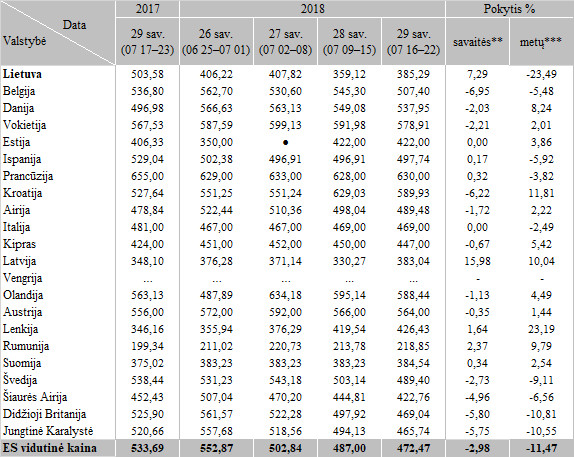 Data 2017 2018 Pokytis %
Valstybė 29 sav. (07 17–23) 26 sav. (06 25–07 01) 27 sav. (07 02–08) 28 sav. (07 09–15) 29 sav. (07 16–22) savaitės** metų***
Lietuva 503,58 406,22 407,82 359,12 385,29 7,29 -23,49
Belgija 536,80 562,70 530,60 545,30 507,40 -6,95 -5,48
Danija 496,98 566,63 563,13 549,08 537,95 -2,03 8,24
Vokietija 567,53 587,59 599,13 591,98 578,91 -2,21 2,01
Estija 406,33 350,00 ● 422,00 422,00 0,00 3,86
Ispanija 529,04 502,38 496,91 496,91 497,74 0,17 -5,92
Prancūzija 655,00 629,00 633,00 628,00 630,00 0,32 -3,82
Kroatija 527,64 551,25 551,24 629,03 589,93 -6,22 11,81
Airija 478,84 522,44 510,36 498,04 489,48 -1,72 2,22
Italija 481,00 467,00 467,00 469,00 469,00 0,00 -2,49
Kipras 424,00 451,00 452,00 450,00 447,00 -0,67 5,42
Latvija 348,10 376,28 371,14 330,27 383,04 15,98 10,04
Vengrija ... ... ... ... ... - -
Olandija 563,13 487,89 634,18 595,14 588,44 -1,13 4,49
Austrija 556,00 572,00 592,00 566,00 564,00 -0,35 1,44
Lenkija 346,16 355,94 376,29 419,54 426,43 1,64 23,19
Rumunija 199,34 211,02 220,73 213,78 218,85 2,37 9,79
Suomija 375,02 383,23 383,23 383,23 384,54 0,34 2,54
Švedija 538,44 531,23 543,18 503,14 489,40 -2,73 -9,11
Šiaurės Airija 452,43 507,04 470,20 444,81 422,76 -4,96 -6,56
Didžioji Britanija 525,90 561,57 522,28 497,92 469,04 -5,80 -10,81
Jungtinė Karalystė 520,66 557,68 518,56 494,13 465,74 -5,75 -10,55
ES vidutinė kaina 533,69 552,87 502,84 487,00 472,47 -2,98 -11,47